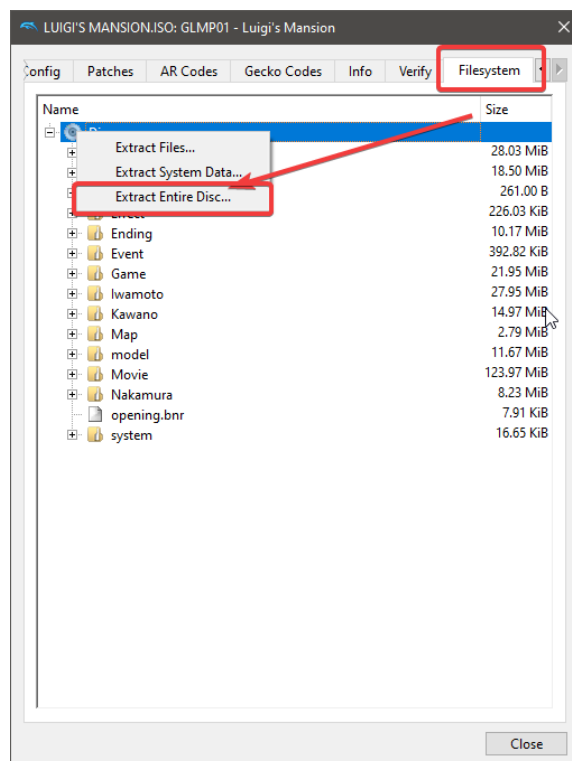 LUIGI'S MANSION.ISO: GLMP01 - Luigi's Mansion
Config Patches AR Codes Gecko Codes Info Verify Filesystem
Name Size
Extract Files...
28.03 MiB
Extract System Data...
18.50 MiB
Extract Entire Disc...
261.00 B
226.03 KiB
Ending 10.17 MiB
Event 392.82 KiB
Game 21.95 MiB
Iwamoto 27.95 MiB
Kawano 14.97 MiB
Map 2.79 MiB
model 11.67 MiB
Movie 123.97 MiB
Nakamura 8.23 MiB
opening.bnr 7.91 KiB
system 16.65 KiB
Close